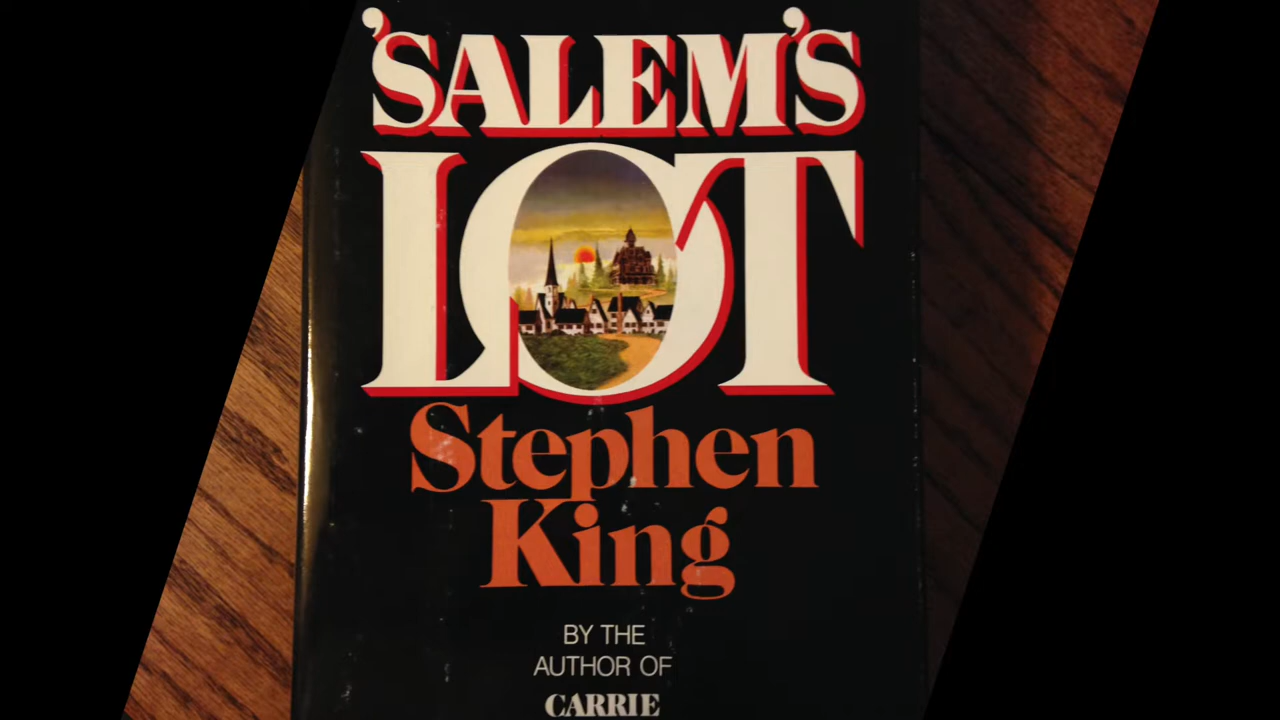 'SALEM'S
LOT
Stephen
King
BY THE
AUTHOR OF
CARRIE